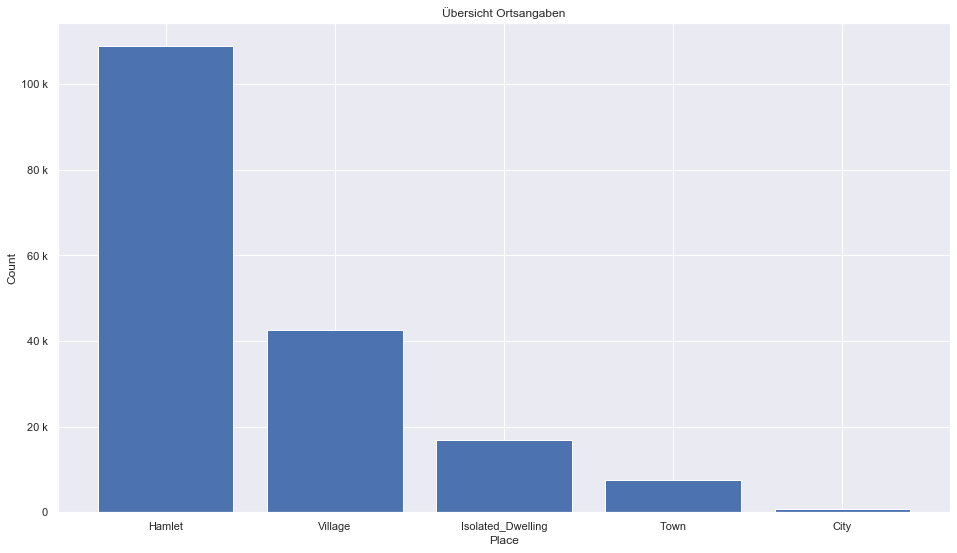 Übersicht Ortsangaben
100 k
80 k
60 k
40 k
20 k
0
Count
Hamlet Village Isolated_Dwelling Town City
Place